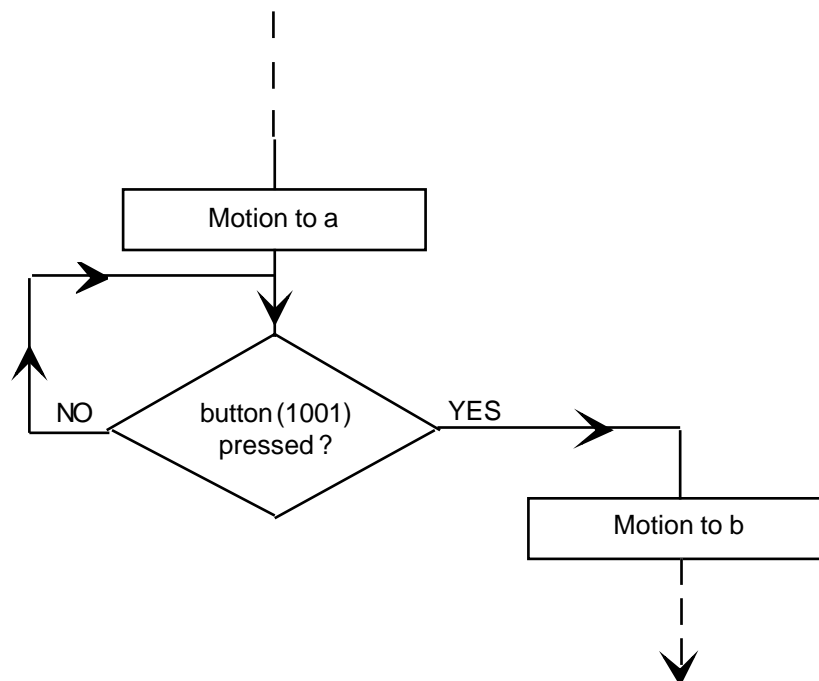 Motion to a
NO
button (1001)
pressed ?
YES
Motion to b